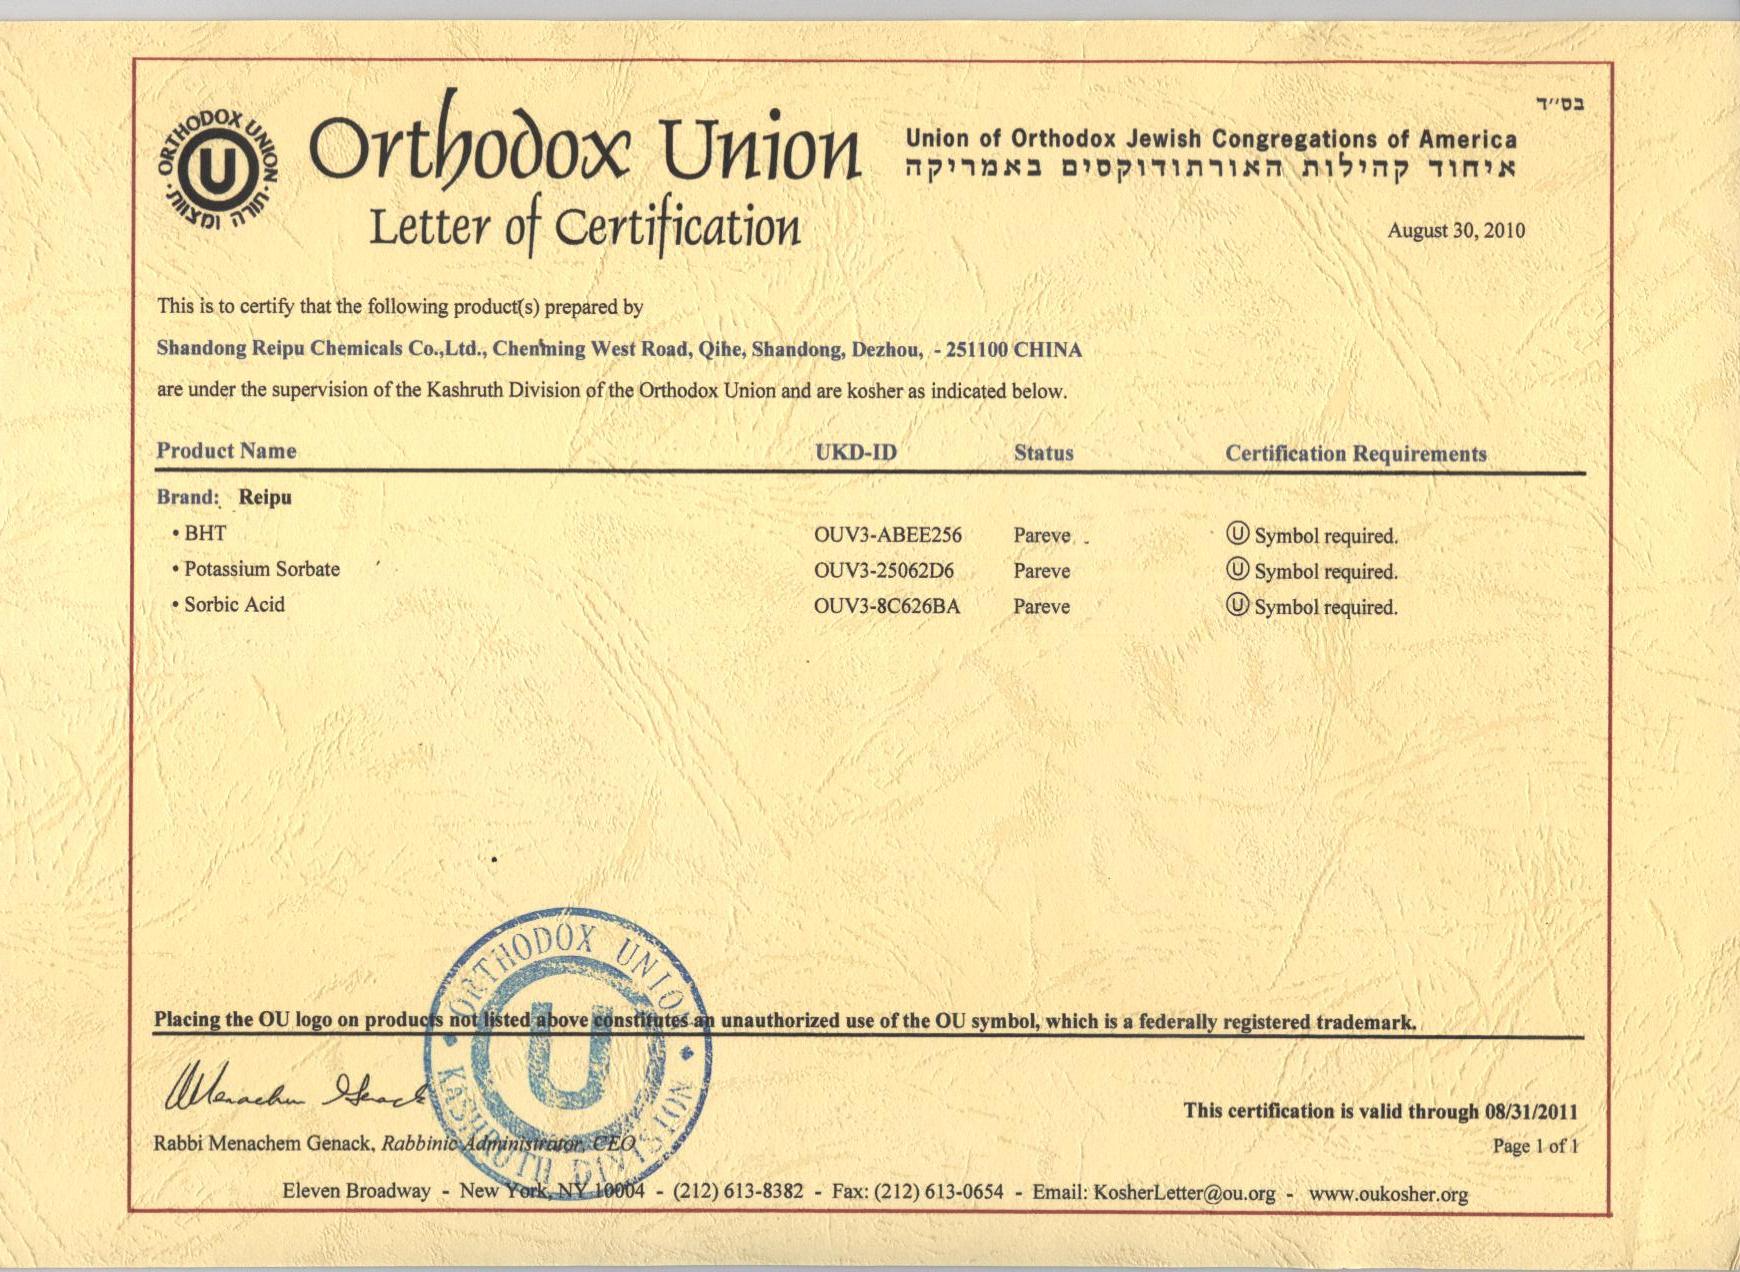 בס״ד
ORTHODOX UNION
U
תורה ומצוות
Orthodox Union
Letter of Certification
Union of Orthodox Jewish Congregations of America
איחוד קהילות האורתודוקסים באמריקה
August 30, 2010
This is to certify that the following product(s) prepared by
Shandong Reipu Chemicals Co.,Ltd., Chenming West Road, Qihe, Shandong, Dezhou, - 251100 CHINA
are under the supervision of the Kashruth Division of the Orthodox Union and are kosher as indicated below.
Product Name UKD-ID Status Certification Requirements
Brand: Reipu
• BHT OUV3-ABEE256 Pareve Ⓤ Symbol required.
• Potassium Sorbate OUV3-25062D6 Pareve Ⓤ Symbol required.
• Sorbic Acid OUV3-8C626BA Pareve Ⓤ Symbol required.
ORTHODOX UNION
U
KASHRUTH DIVISION
Placing the OU logo on products not listed above constitutes an unauthorized use of the OU symbol, which is a federally registered trademark.
Menachem Genack
This certification is valid through 08/31/2011
Rabbi Menachem Genack, Rabbinic Administrator, CEO
Page 1 of 1
Eleven Broadway - New York, NY 10004 - (212) 613-8382 - Fax: (212) 613-0654 - Email: KosherLetter@ou.org - www.oukosher.org